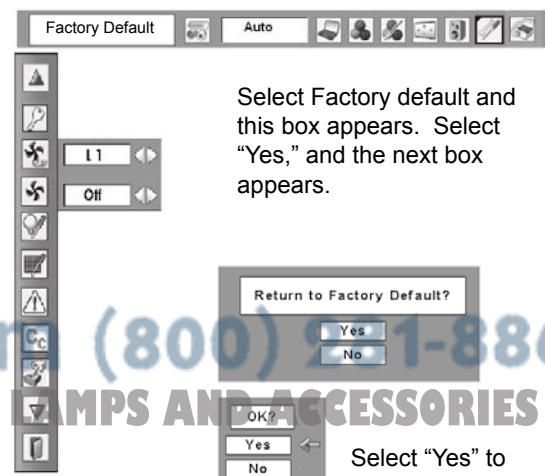 Factory Default
Auto
Select Factory default and
this box appears. Select
“Yes,” and the next box
appears.
L1
Off
Return to Factory Default?
Yes
No
(800)
LAMPS AND ACCESSORIES
OK?
Yes
No
Select “Yes” to